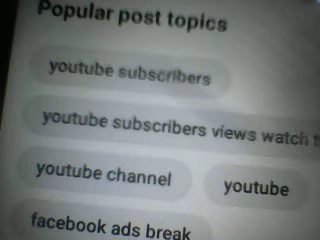 Popular post topics
youtube subscribers
youtube subscribers views watch
youtube channel
youtube
facebook ads break